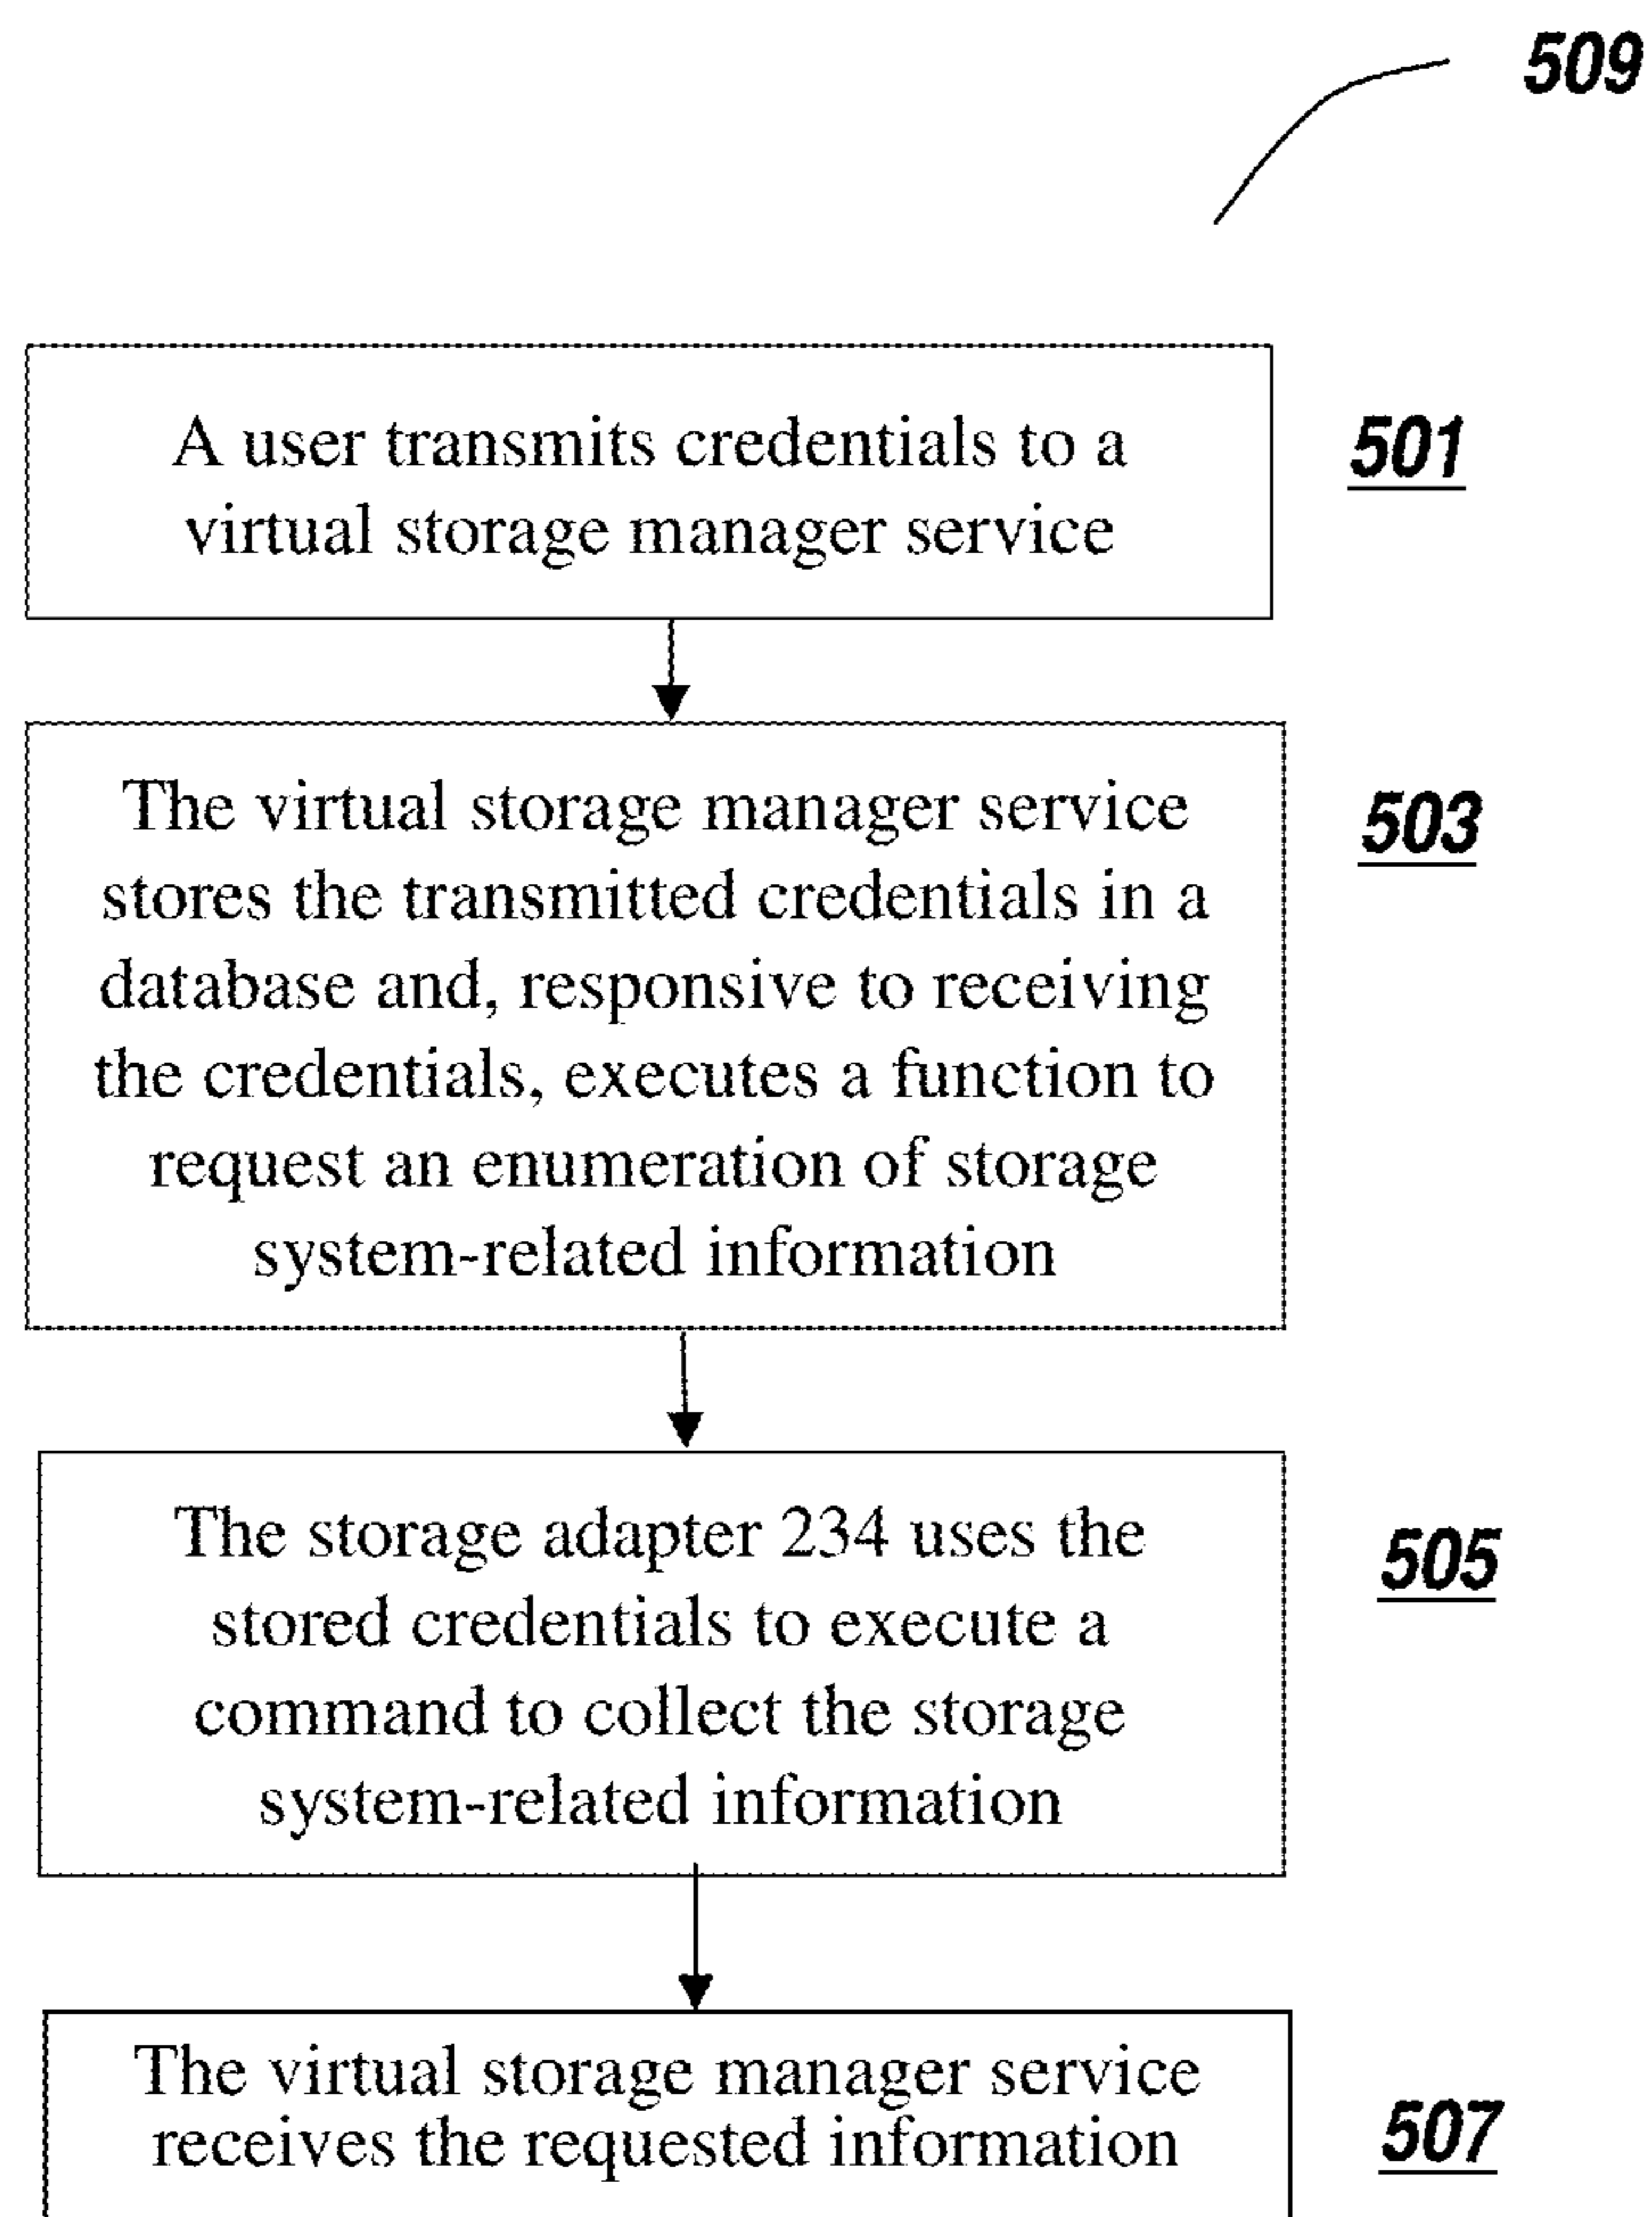 509
A user transmits credentials to a
virtual storage manager service
501
The virtual storage manager service
stores the transmitted credentials in a
database and, responsive to receiving
the credentials, executes a function to
request an enumeration of storage
system-related information
503
The storage adapter 234 uses the
stored credentials to execute a
command to collect the storage
system-related information
505
The virtual storage manager service
receives the requested information
507